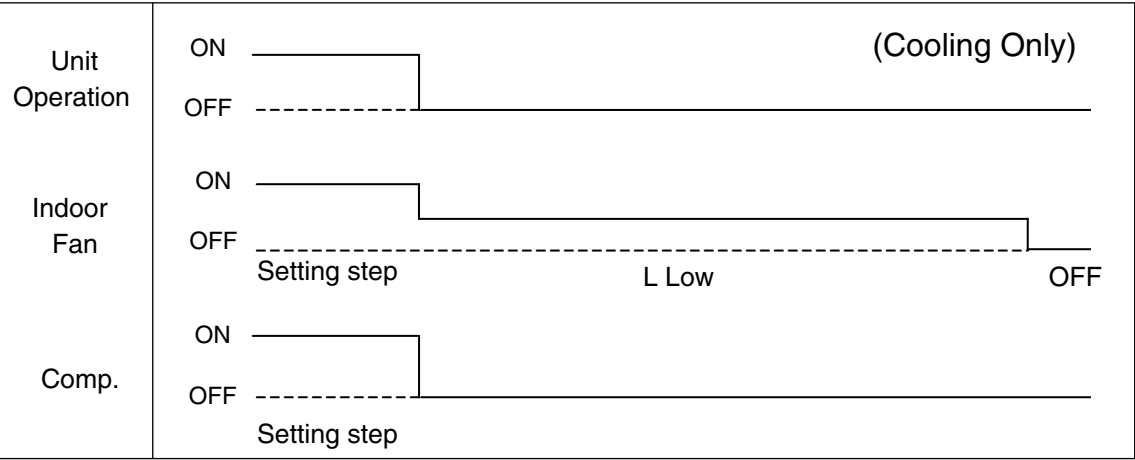 Unit
Operation
ON
(Cooling Only)
OFF
Indoor
Fan
ON
OFF
Setting step
L Low
OFF
Comp.
ON
OFF
Setting step